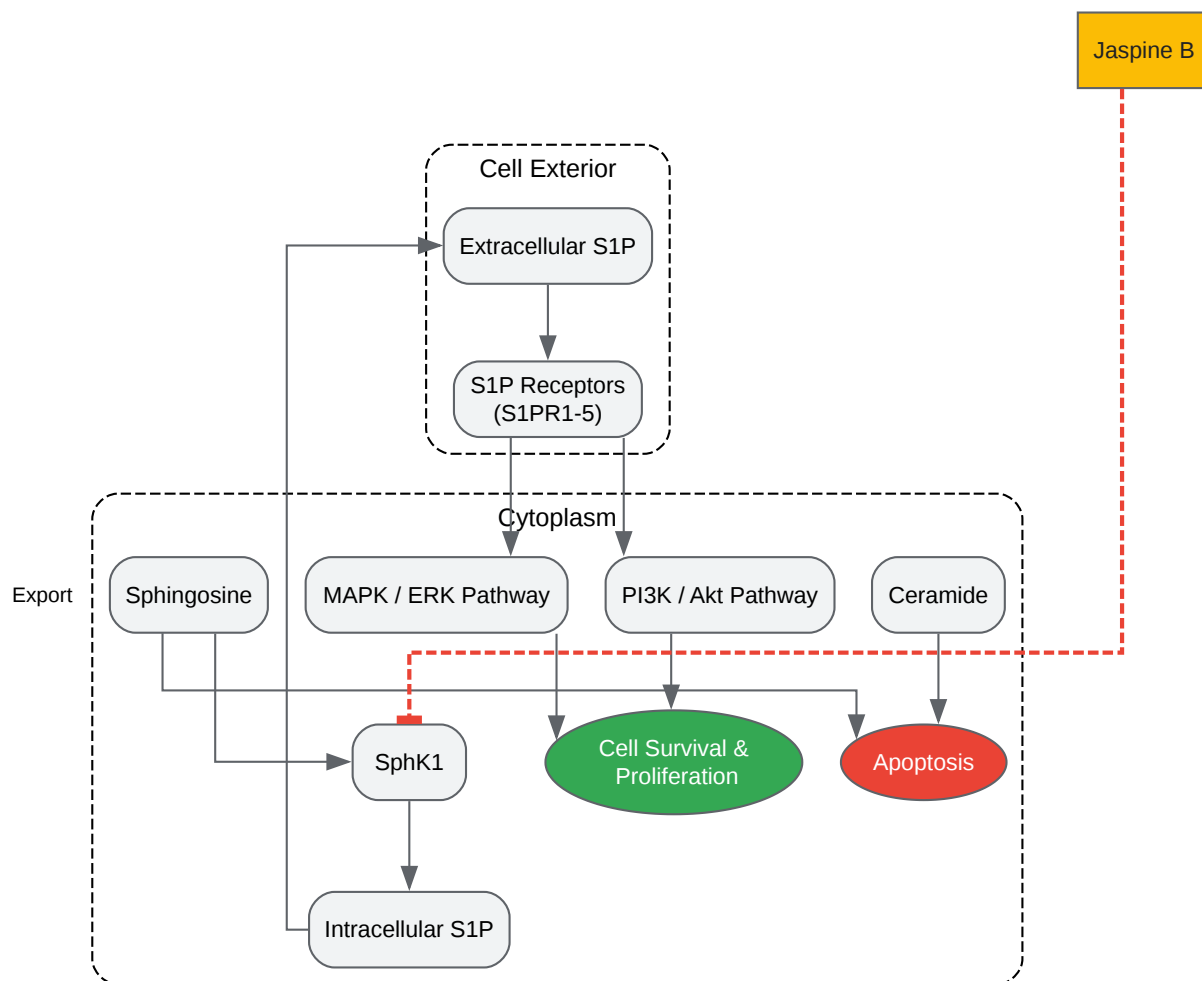 Jaspine B
Cell Exterior
Extracellular S1P
S1P Receptors
(S1PR1-5)
Cytoplasm
Export
Sphingosine
MAPK / ERK Pathway
PI3K / Akt Pathway
Ceramide
SphK1
Cell Survival &
Proliferation
Apoptosis
Intracellular S1P